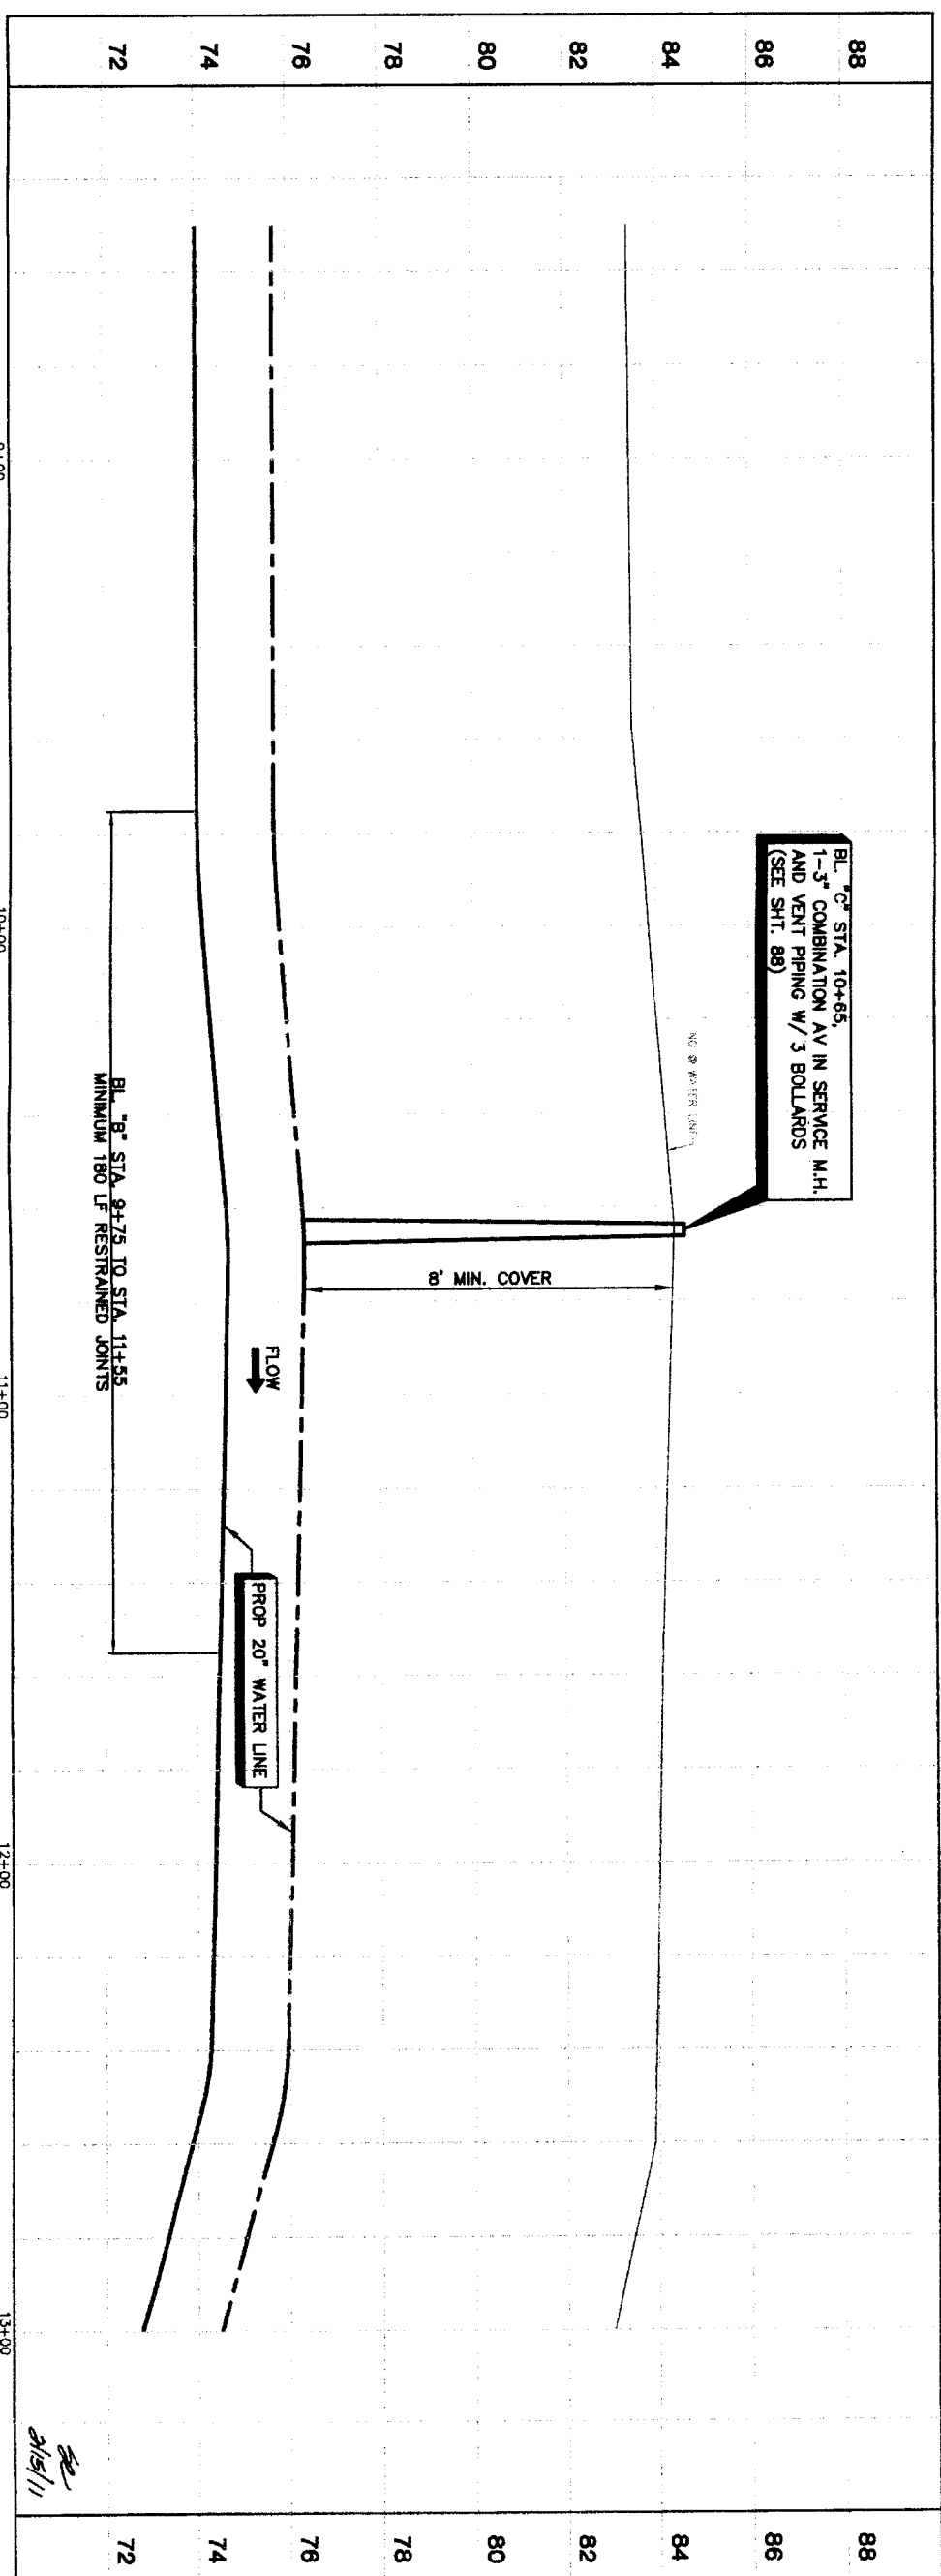 88
86
84
82
80
78
76
74
72
BL. "C" STA. 10+65,
1-3" COMBINATION AV IN SERVICE M.H.
AND VENT PIPING W/ 3 BOLLARDS
(SEE SHT. 88)
NG @ WATER LINE
8' MIN. COVER
FLOW
PROP 20" WATER LINE
BL. "B" STA. 9+75 TO STA. 11+55
MINIMUM 180 LF RESTRAINED JOINTS
88
86
84
82
80
78
76
74
72
10+00
11+00
12+00
13+00